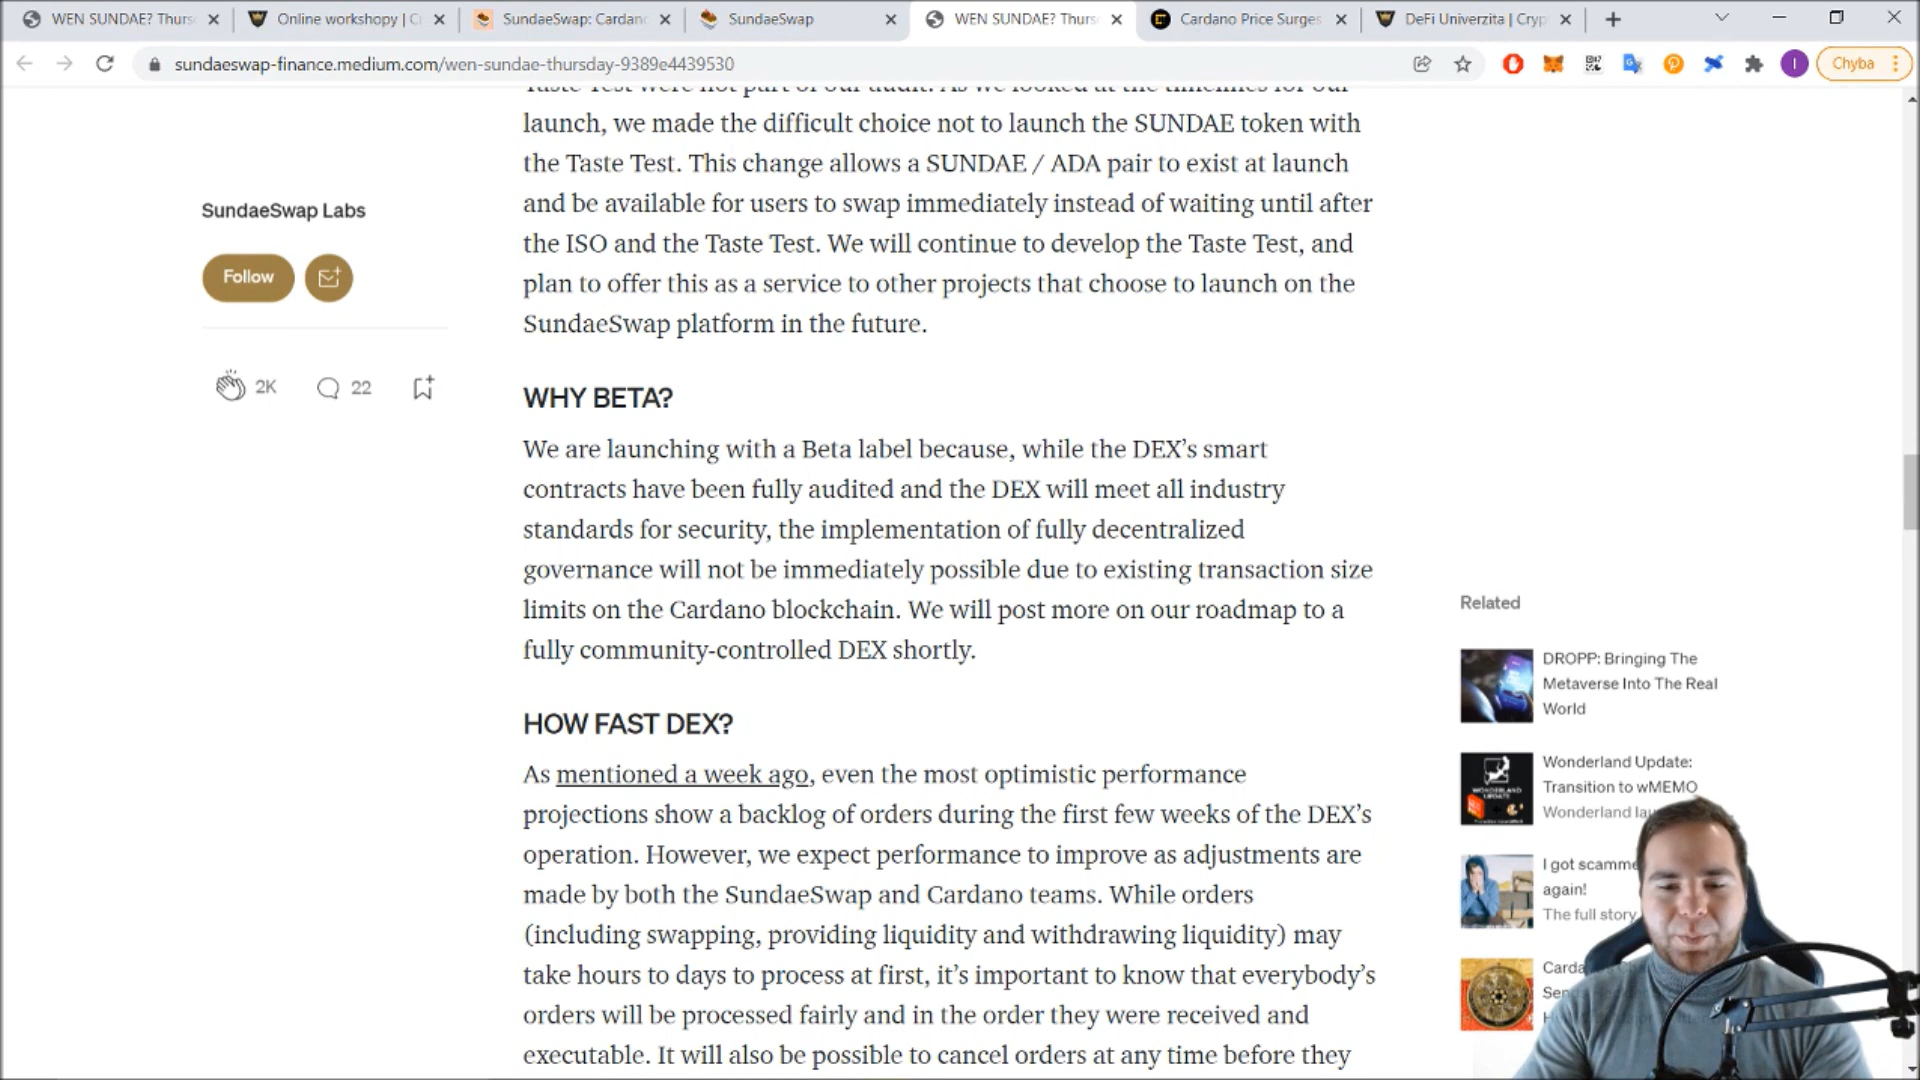 WEN SUNDAE? Thurs
Online workshopy | C
SundaeSwap: Cardan
SundaeSwap
WEN SUNDAE? Thurs
Cardano Price Surges
DeFi Univerzita | Cryp
sundaeswap-finance.medium.com/wen-sundae-thursday-9389e4439530
I
Chyba
Taste Test were not part of our audit. As we looked at the timelines for our
launch, we made the difficult choice not to launch the SUNDAE token with
the Taste Test. This change allows a SUNDAE / ADA pair to exist at launch
and be available for users to swap immediately instead of waiting until after
the ISO and the Taste Test. We will continue to develop the Taste Test, and
plan to offer this as a service to other projects that choose to launch on the
SundaeSwap platform in the future.
SundaeSwap Labs
Follow
2K
22
WHY BETA?
We are launching with a Beta label because, while the DEX’s smart
contracts have been fully audited and the DEX will meet all industry
standards for security, the implementation of fully decentralized
governance will not be immediately possible due to existing transaction size
limits on the Cardano blockchain. We will post more on our roadmap to a
fully community-controlled DEX shortly.
HOW FAST DEX?
As mentioned a week ago, even the most optimistic performance
projections show a backlog of orders during the first few weeks of the DEX’s
operation. However, we expect performance to improve as adjustments are
made by both the SundaeSwap and Cardano teams. While orders
(including swapping, providing liquidity and withdrawing liquidity) may
take hours to days to process at first, it’s important to know that everybody’s
orders will be processed fairly and in the order they were received and
executable. It will also be possible to cancel orders at any time before they
Related
DROPP: Bringing The
Metaverse Into The Real
World
Wonderland Update:
Transition to wMEMO
Wonderland lau
I got scamme
again!
The full story
Carda
Sen